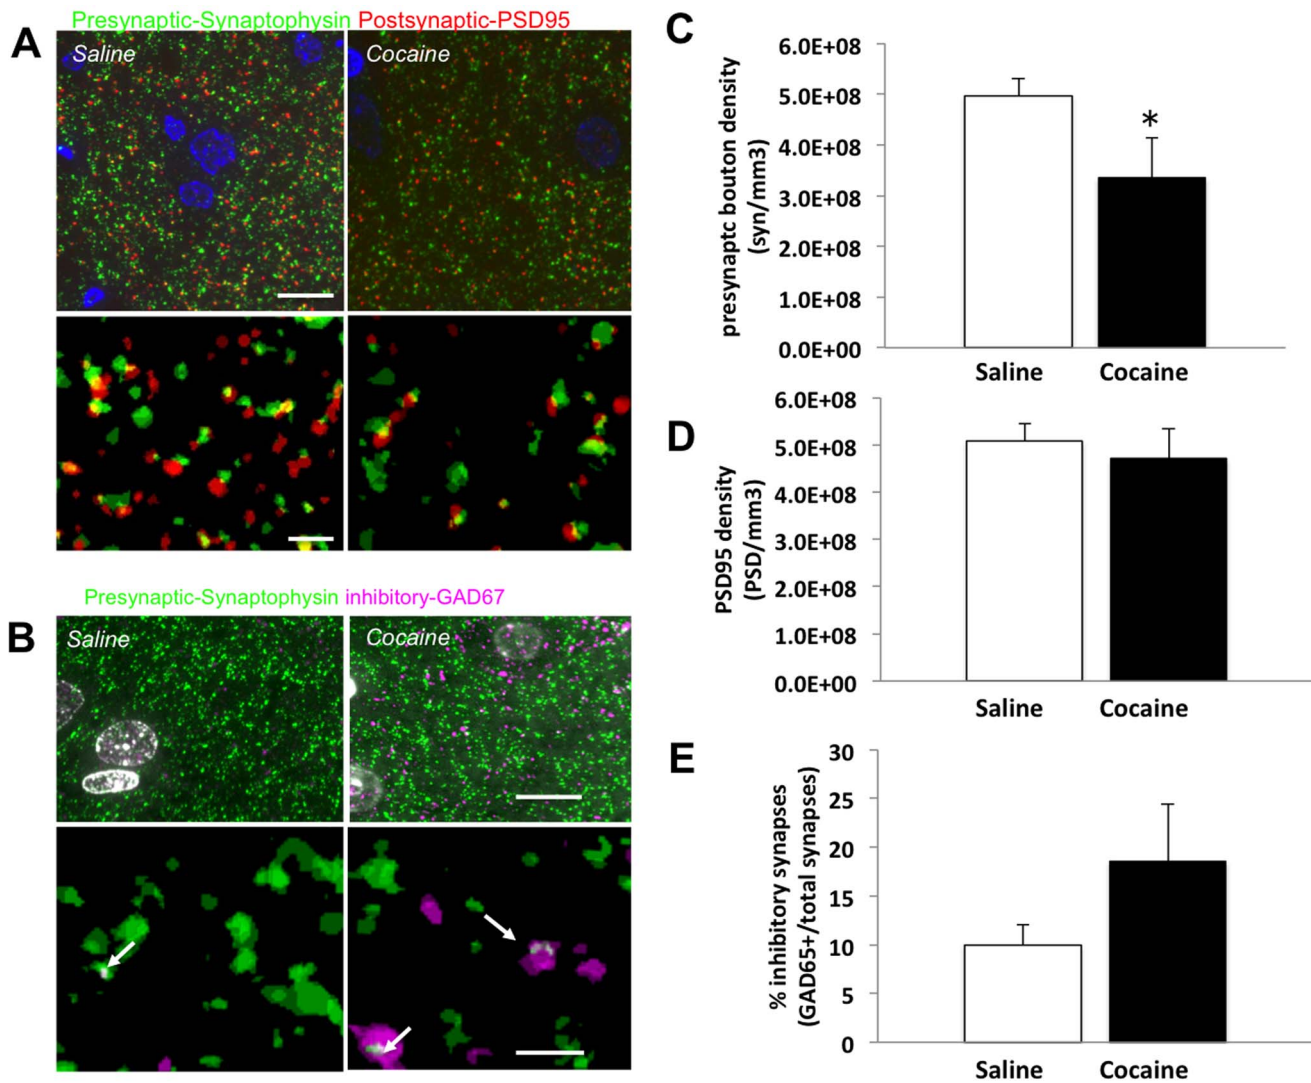 Presynaptic-Synaptophysin Postsynaptic-PSD95
A
Saline
Cocaine
Presynaptic-Synaptophysin inhibitory-GAD67
B
Saline
Cocaine
C
presynaptc bouton density
(syn/mm3)
6.0E+08
5.0E+08
4.0E+08
3.0E+08
2.0E+08
1.0E+08
0.0E+00
*
Saline
Cocaine
D
PSD95 density
(PSD/mm3)
6.0E+08
5.0E+08
4.0E+08
3.0E+08
2.0E+08
1.0E+08
0.0E+00
Saline
Cocaine
E
% inhibitory synapses
(GAD65+/total synapses)
30
25
20
15
10
5
0
Saline
Cocaine